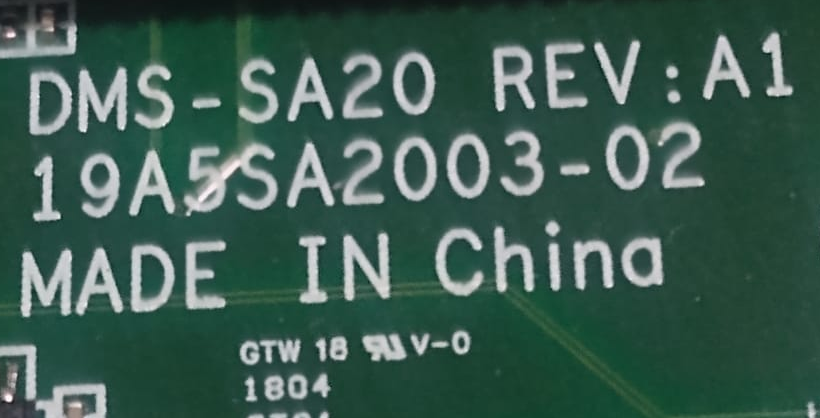 DMS-SA20 REV:A1
19A5SA2003-02
MADE IN China
GTW 18 V-0
1804